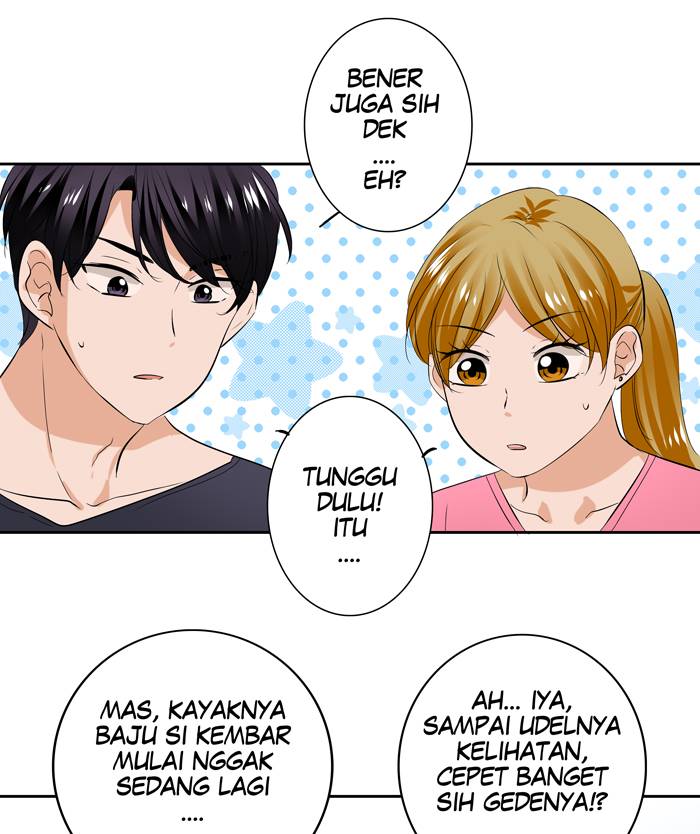 BENER
JUGA SIH
DEK
....
EH?
TUNGGU
DULU!
ITU
....
MAS, KAYAKNYA
BAJU SI KEMBAR
MULAI NGGAK
SEDANG LAGI
....
AH... IYA,
SAMPAI UDELNYA
KELIHATAN,
CEPET BANGET
SIH GEDENYA!?